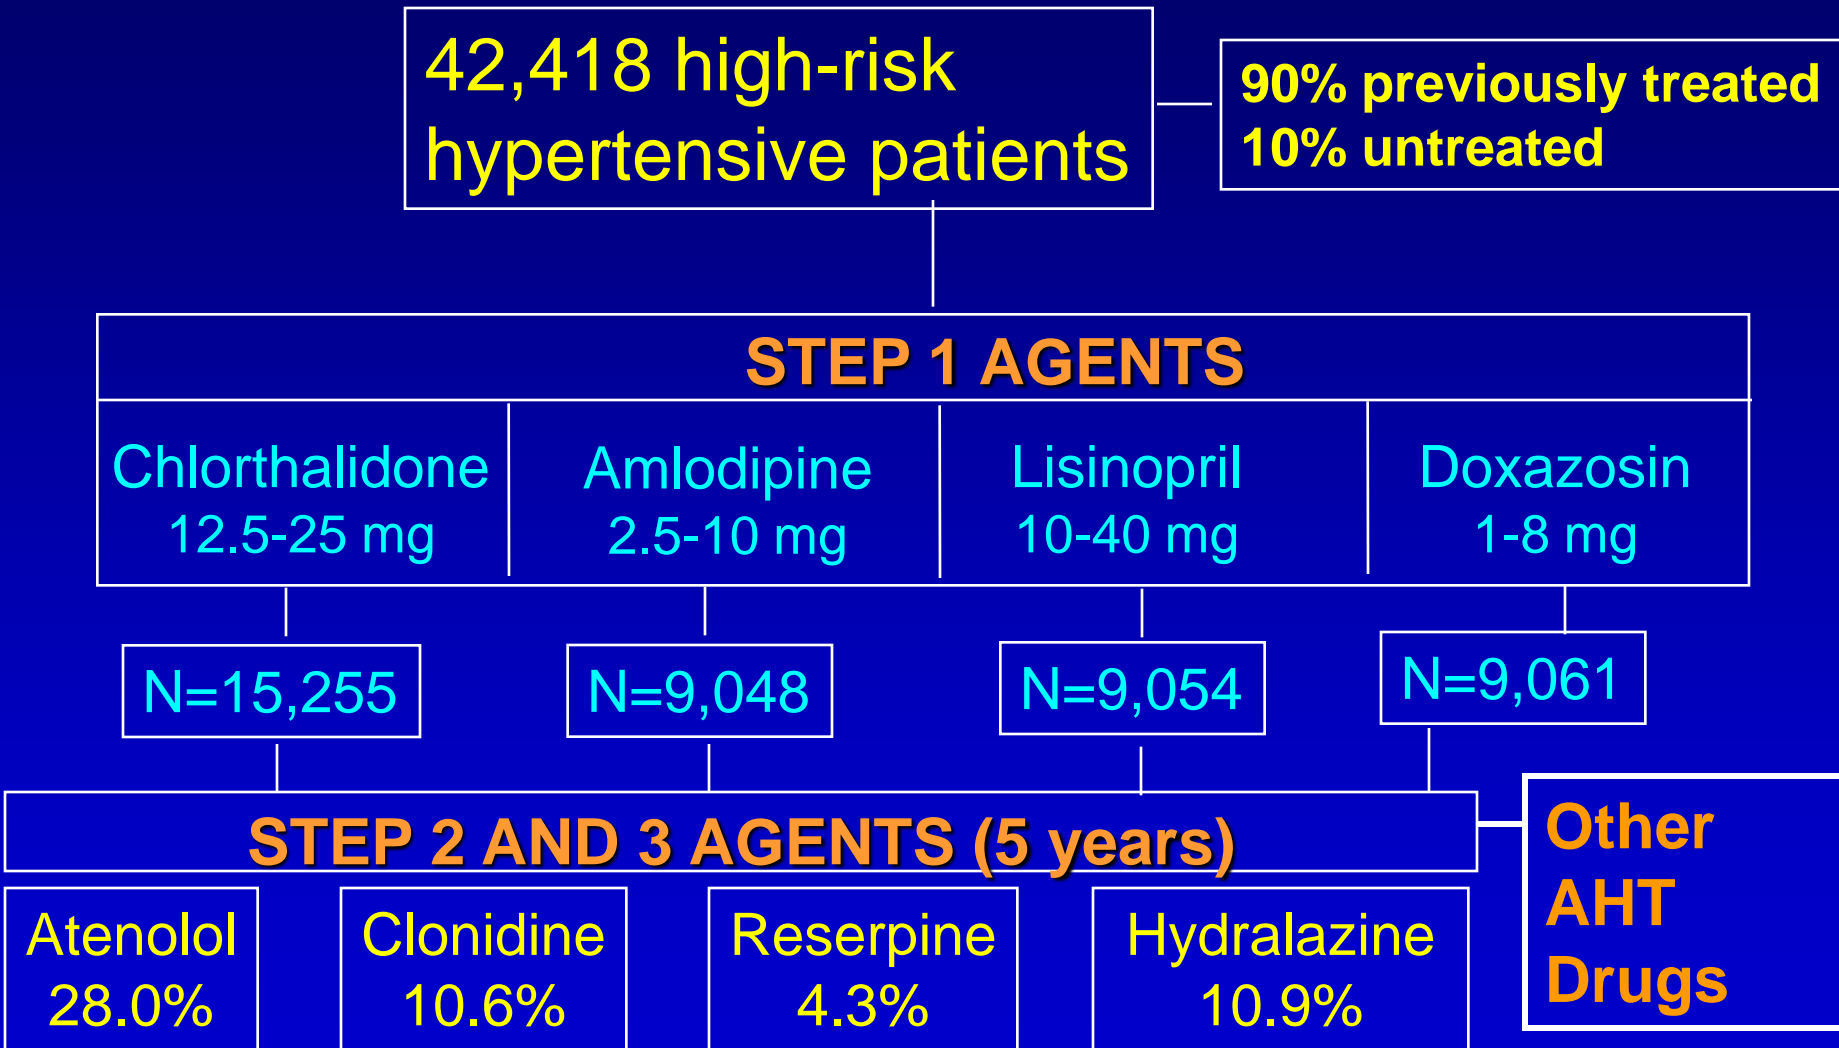 42,418 high-risk
hypertensive patients
90% previously treated
10% untreated
STEP 1 AGENTS
Chlorthalidone
12.5-25 mg
Amlodipine
2.5-10 mg
Lisinopril
10-40 mg
Doxazosin
1-8 mg
N=15,255
N=9,048
N=9,054
N=9,061
STEP 2 AND 3 AGENTS (5 years)
Other
AHT
Drugs
Atenolol
28.0%
Clonidine
10.6%
Reserpine
4.3%
Hydralazine
10.9%